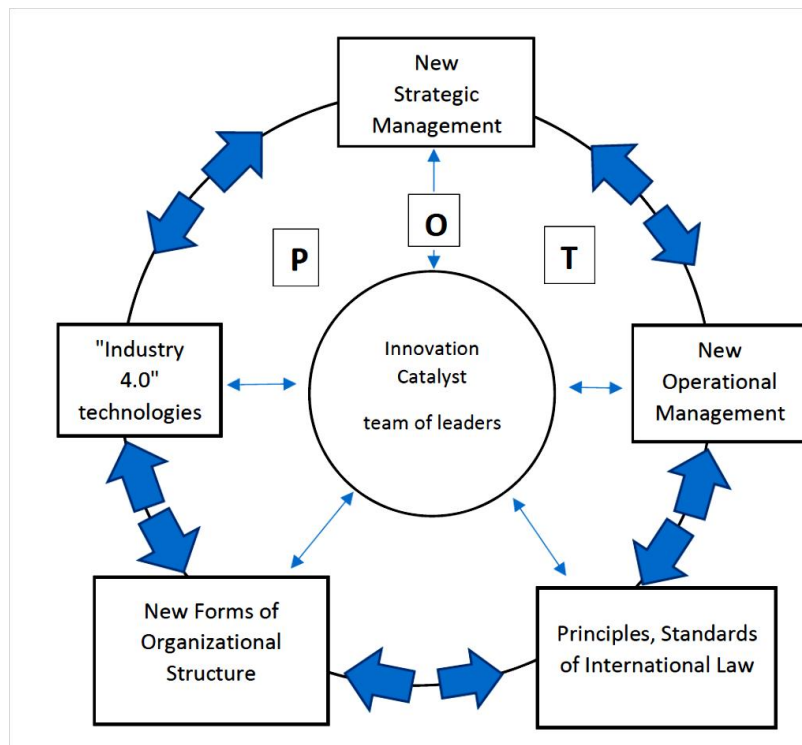 New
Strategic
Management
P
O
T
"Industry
4.0"
technologies
Innovation
Catalyst
team of leaders
New
Operational
Management
New Forms of
Organizational
Structure
Principles, Standards
of International Law